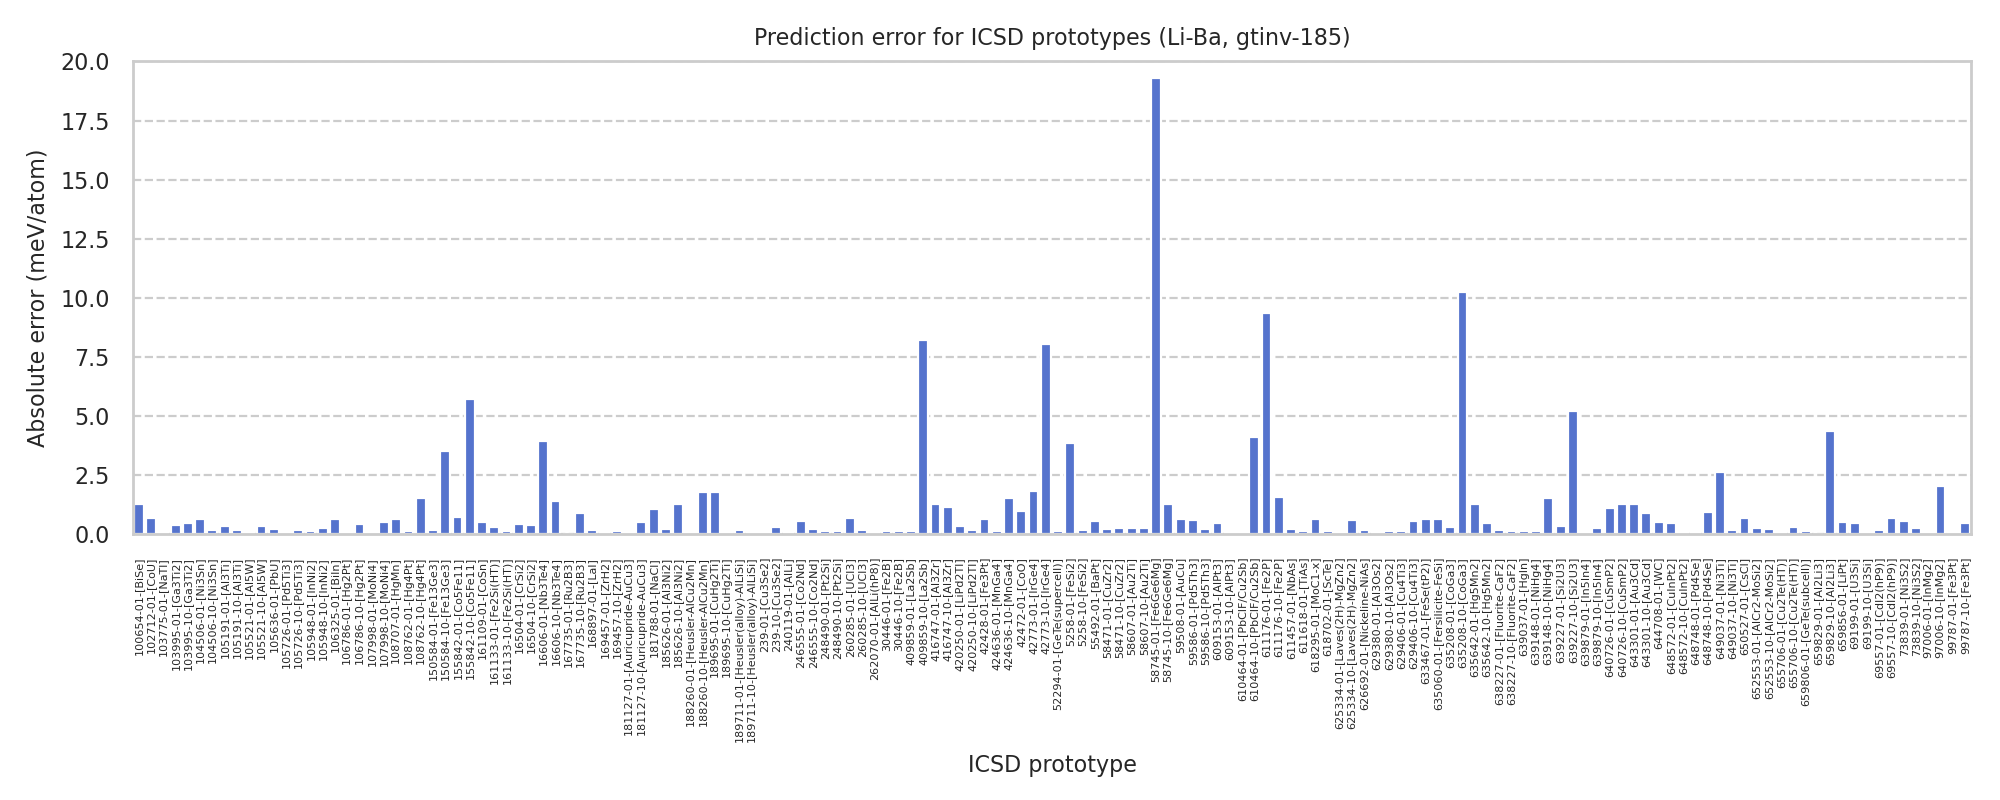 Prediction error for ICSD prototypes (Li-Ba, gtinv-185)
Absolute error (meV/atom)
20.0
17.5
15.0
12.5
10.0
7.5
5.0
2.5
0.0
100654-01-[BiSe]
102712-01-[CoU]
103775-01-[NaTl]
103995-01-[Ga3Ti2]
103995-10-[Ga3Ti2]
104506-01-[Ni3Sn]
104506-10-[Ni3Sn]
105191-01-[Al3Ti]
105191-10-[Al3Ti]
105521-01-[Al5W]
105521-10-[Al5W]
105636-01-[PbU]
105726-01-[Pd5Ti3]
105726-10-[Pd5Ti3]
105948-01-[InNi2]
105948-10-[InNi2]
106325-01-[BiIn]
106786-01-[Hg2Pt]
106786-10-[Hg2Pt]
107998-01-[MoNi4]
107998-10-[MoNi4]
108707-01-[HgMn]
108762-01-[Hg4Pt]
108762-10-[Hg4Pt]
150584-01-[Fe13Ge3]
150584-10-[Fe13Ge3]
155842-01-[Co5Fe11]
155842-10-[Co5Fe11]
161109-01-[CoSn]
161133-01-[Fe2Si(HT)]
161133-10-[Fe2Si(HT)]
16504-01-[CrSi2]
16504-10-[CrSi2]
16606-01-[Nb3Te4]
16606-10-[Nb3Te4]
167735-01-[Ru2B3]
167735-10-[Ru2B3]
168897-01-[LaI]
169457-01-[ZrH2]
169457-10-[ZrH2]
181127-01-[Auricupride-AuCu3]
181127-10-[Auricupride-AuCu3]
181788-01-[NaCl]
185626-01-[Al3Ni2]
185626-10-[Al3Ni2]
188260-01-[Heusler-AlCu2Mn]
188260-10-[Heusler-AlCu2Mn]
189695-01-[CuHg2Ti]
189695-10-[CuHg2Ti]
189711-01-[Heusler(alloy)-AlLiSi]
189711-10-[Heusler(alloy)-AlLiSi]
239-01-[Cu3Se2]
239-10-[Cu3Se2]
240119-01-[AlLi]
246555-01-[Co2Nd]
246555-10-[Co2Nd]
248490-01-[Pt2Si]
248490-10-[Pt2Si]
260285-01-[UCl3]
260285-10-[UCl3]
262070-01-[AlLi(hP8)]
30446-01-[Fe2B]
30446-10-[Fe2B]
409859-01-[La2Sb]
409859-10-[La2Sb]
416747-01-[Al3Zr]
416747-10-[Al3Zr]
420250-01-[LiPd2Tl]
420250-10-[LiPd2Tl]
42428-01-[Fe3Pt]
424636-01-[MnGa4]
424636-10-[MnGa4]
42472-01-[CoO]
42773-01-[IrGe4]
42773-10-[IrGe4]
52294-01-[GeTe(supercell)]
5258-01-[FeSi2]
5258-10-[FeSi2]
55492-01-[BaPt]
58471-01-[CuZr2]
58471-10-[CuZr2]
58607-01-[Au2Ti]
58607-10-[Au2Ti]
58745-01-[Fe6Ge6Mg]
58745-10-[Fe6Ge6Mg]
59508-01-[AuCu]
59586-01-[Pd5Th3]
59586-10-[Pd5Th3]
609153-01-[AlPt3]
609153-10-[AlPt3]
610464-01-[PbClF/Cu2Sb]
610464-10-[PbClF/Cu2Sb]
611176-01-[Fe2P]
611176-10-[Fe2P]
611457-01-[NbAs]
611618-01-[TiAs]
618295-01-[MoC1-x]
618702-01-[ScTe]
625334-01-[Laves(2H)-MgZn2]
625334-10-[Laves(2H)-MgZn2]
626692-01-[Nickeline-NiAs]
629380-01-[Al3Os2]
629380-10-[Al3Os2]
629406-01-[Cu4Ti3]
629406-10-[Cu4Ti3]
633467-01-[FeSe(tP2)]
635060-01-[Fersilicite-FeSi]
635208-01-[CoGa3]
635208-10-[CoGa3]
635642-01-[Hg5Mn2]
635642-10-[Hg5Mn2]
638227-01-[Fluorite-CaF2]
638227-10-[Fluorite-CaF2]
639037-01-[HgIn]
639148-01-[NiHg4]
639148-10-[NiHg4]
639227-01-[Si2U3]
639227-10-[Si2U3]
639879-01-[InSIn4]
639879-10-[InSIn4]
640726-01-[CuSmP2]
640726-10-[CuSmP2]
643301-01-[Au3Cd]
643301-10-[Au3Cd]
644708-01-[WC]
648572-01-[CuInPt2]
648572-10-[CuInPt2]
648748-01-[Pd4Se]
648748-10-[Pd4Se]
649037-01-[Ni3Ti]
649037-10-[Ni3Ti]
650527-01-[CsCl]
652553-01-[AlCr2-MoSi2]
652553-10-[AlCr2-MoSi2]
655706-01-[Cu2Te(HT)]
655706-10-[Cu2Te(HT)]
659806-01-[GeTe(subcell)]
659829-01-[Al2Li3]
659829-10-[Al2Li3]
659856-01-[LiPt]
69199-01-[U3Si]
69199-10-[U3Si]
69557-01-[CdI2(hP9)]
69557-10-[CdI2(hP9)]
73839-01-[Ni3S2]
73839-10-[Ni3S2]
97006-01-[InMg2]
97006-10-[InMg2]
99787-01-[Fe3Pt]
99787-10-[Fe3Pt]
ICSD prototype